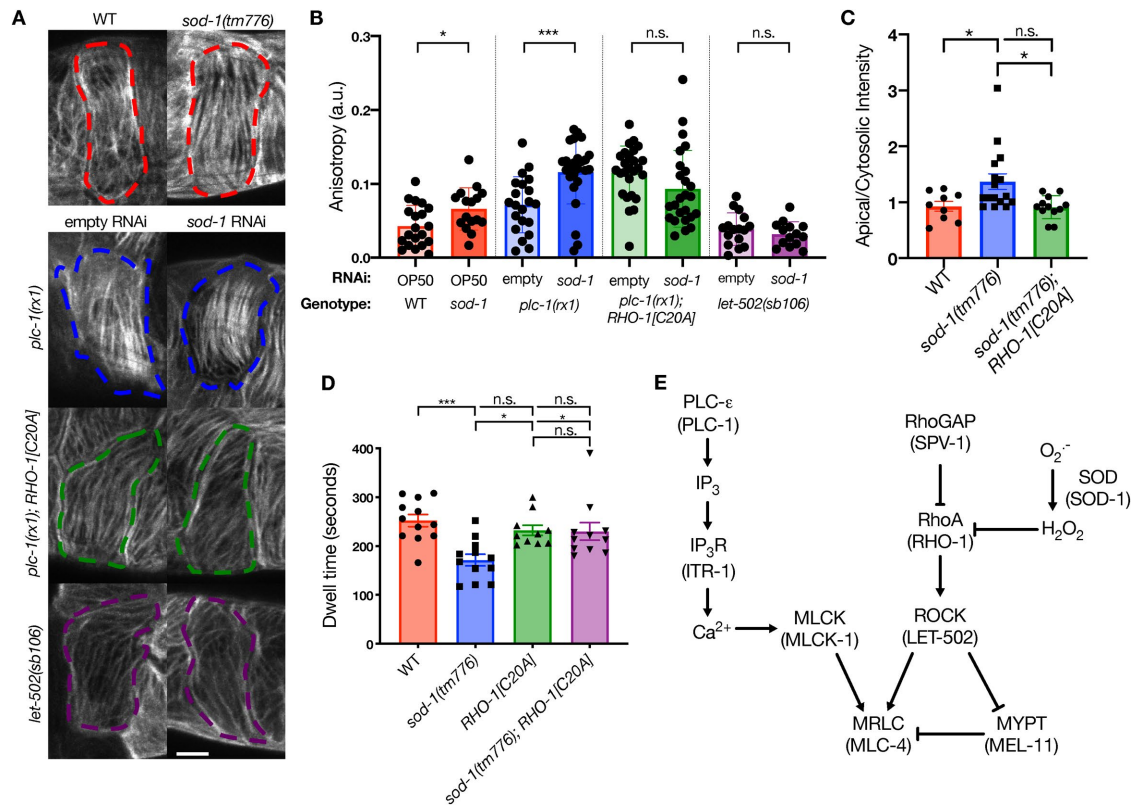 A
WT
sod-1(tm776)
empty RNAi
sod-1 RNAi
plc-1(rx1)
plc-1(rx1); RHO-1[C20A]
let-502(sb106)
B
Anisotropy (a.u.)
0.3
0.2
0.1
0.0
*
***
n.s.
n.s.
RNAi:
OP50
OP50
empty
sod-1
empty
sod-1
empty
sod-1
Genotype:
WT
sod-1
plc-1(rx1)
plc-1(rx1);
RHO-1[C20A]
let-502(sb106)
C
Apical/Cytosolic Intensity
4
3
2
1
0
*
n.s.
*
WT
sod-1(tm776)
sod-1(tm776);
RHO-1[C20A]
D
Dwell time (seconds)
400
300
200
100
0
***
n.s.
n.s.
*
*
n.s.
WT
sod-1(tm776)
RHO-1[C20A]
sod-1(tm776); RHO-1[C20A]
E
PLC-ε
(PLC-1)
IP3
IP3R
(ITR-1)
Ca2+
MLCK
(MLCK-1)
RhoGAP
(SPV-1)
RhoA
(RHO-1)
O2·-
SOD
(SOD-1)
H2O2
ROCK
(LET-502)
MRLC
(MLC-4)
MYPT
(MEL-11)